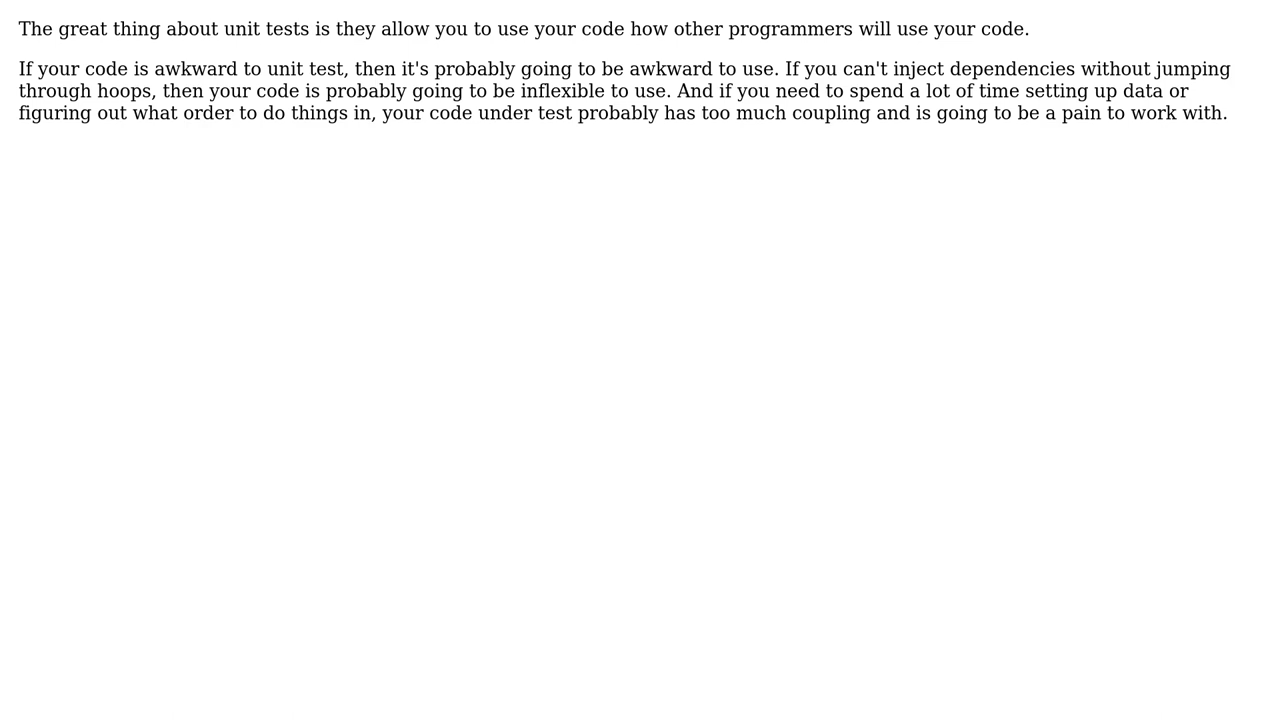 The great thing about unit tests is they allow you to use your code how other programmers will use your code.
If your code is awkward to unit test, then it's probably going to be awkward to use. If you can't inject dependencies without jumping
through hoops, then your code is probably going to be inflexible to use. And if you need to spend a lot of time setting up data or
figuring out what order to do things in, your code under test probably has too much coupling and is going to be a pain to work with.